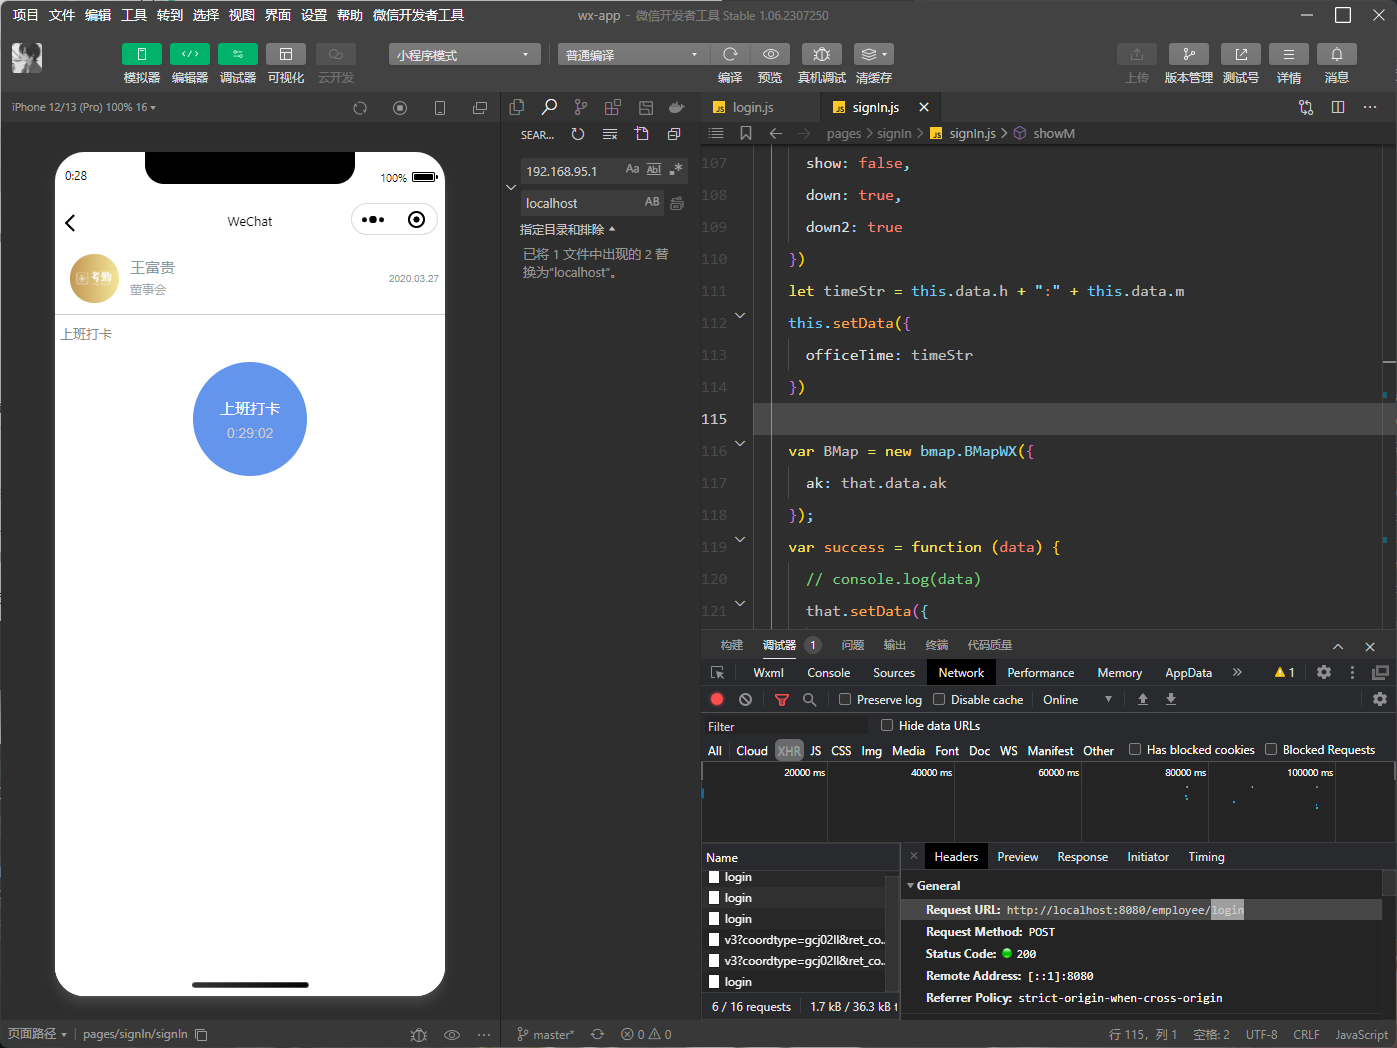 项目 文件 编辑 工具 转到 选择 视图 界面 设置 帮助 微信开发者工具
wx-app - 微信开发者工具 Stable 1.06.2307250
模拟器 编辑器 调试器 可视化 云开发
小程序模式
普通编译
编译 预览 真机调试 清缓存
上传 版本管理 测试号 详情 消息
iPhone 12/13 (Pro) 100% 16
0:28
100%
WeChat
考勤
王富贵
董事会
2020.03.27
上班打卡
上班打卡
0:29:02
页面路径
pages/signIn/signIn
SEAR...
192.168.95.1
Aa Abl .*
localhost
AB
指定目录和排除
已将 1 文件中出现的 2 替
换为"localhost"。
JS login.js
JS signIn.js
pages > signIn > JS signIn.js > showM
107 show: false,
108 down: true,
109 down2: true
110 })
111 let timeStr = this.data.h + ":" + this.data.m
112 this.setData({
113 officeTime: timeStr
114 })
115
116 var BMap = new bmap.BMapWX({
117 ak: that.data.ak
118 });
119 var success = function (data) {
120 // console.log(data)
121 that.setData({
构建 调试器 1 问题 输出 终端 代码质量
Wxml Console Sources Network Performance Memory AppData » 1
Preserve log Disable cache Online
Filter Hide data URLs
All Cloud XHR JS CSS Img Media Font Doc WS Manifest Other Has blocked cookies Blocked Requests
20000 ms 40000 ms 60000 ms 80000 ms 100000 ms
Name
login
login
login
v3?coordtype=gcj02ll&ret_co..
v3?coordtype=gcj02ll&ret_co..
login
6 / 16 requests 1.7 kB / 36.3 kB t
Headers Preview Response Initiator Timing
General
Request URL: http://localhost:8080/employee/login
Request Method: POST
Status Code: 200
Remote Address: [::1]:8080
Referrer Policy: strict-origin-when-cross-origin
master* 0 0
行 115, 列 1 空格: 2 UTF-8 CRLF JavaScript